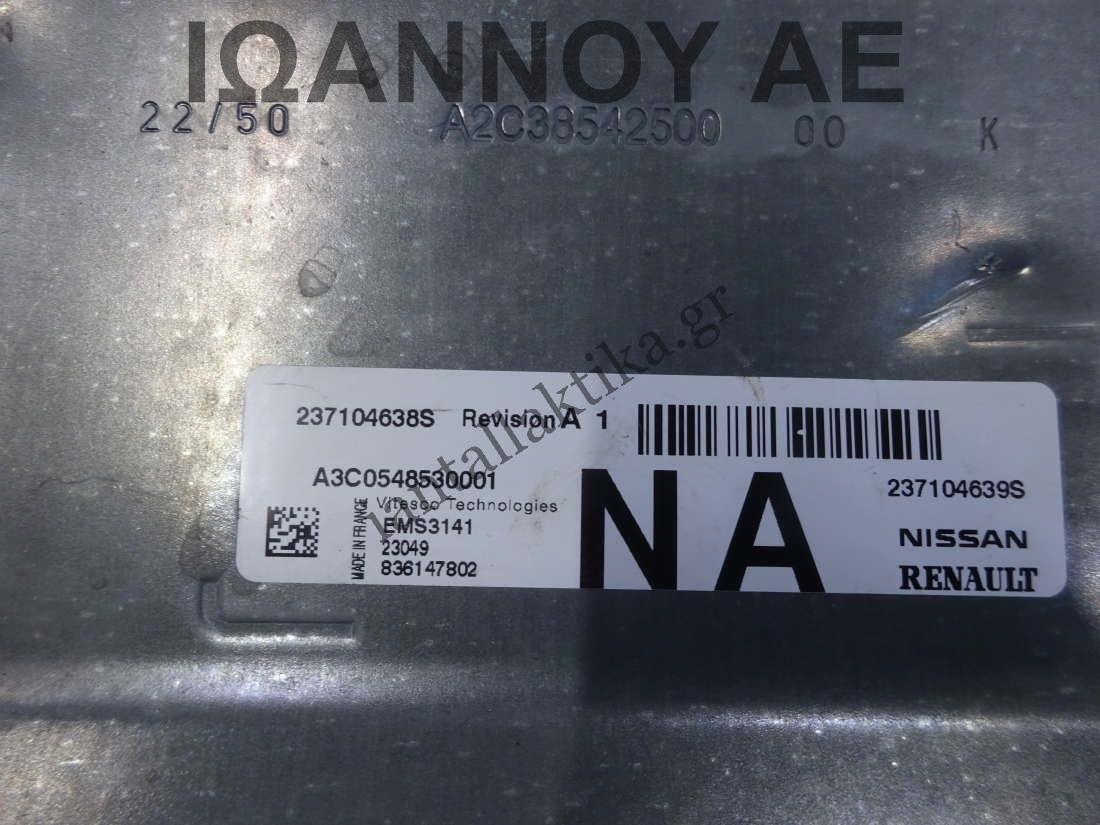 ΙΩΑΝΝΟΥ ΑΕ
22/50 A2C38542500 00 K
237104638S Revision A 1
A3C0548530001
Vitesco Technologies
EMS3141
23049
836147802
MADE IN FRANCE
NA
237104639S
NISSAN
RENAULT
iantallaktika.gr